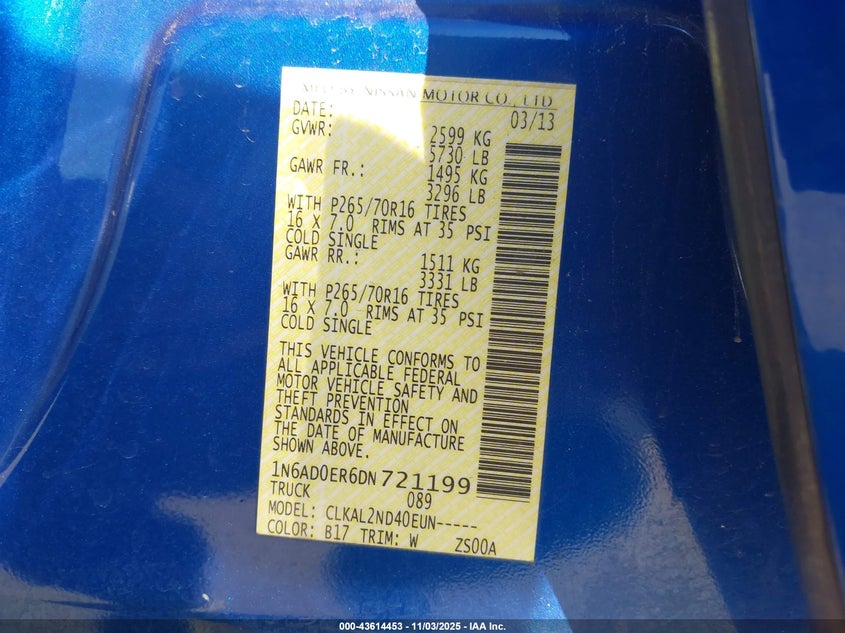 MFD BY NISSAN MOTOR CO., LTD
DATE: 03/13
GVWR: 2599 KG
5730 LB
GAWR FR.: 1495 KG
3296 LB
WITH P265/70R16 TIRES
16 X 7.0 RIMS AT 35 PSI
COLD SINGLE
GAWR RR.: 1511 KG
3331 LB
WITH P265/70R16 TIRES
16 X 7.0 RIMS AT 35 PSI
COLD SINGLE
THIS VEHICLE CONFORMS TO
ALL APPLICABLE FEDERAL
MOTOR VEHICLE SAFETY AND
THEFT PREVENTION
STANDARDS IN EFFECT ON
THE DATE OF MANUFACTURE
SHOWN ABOVE.
1N6AD0ER6DN721199
TRUCK 089
MODEL: CLKAL2ND40EUN-----
COLOR: B17 TRIM: W ZS00A
000-43614453 - 11/03/2025 - IAA Inc.